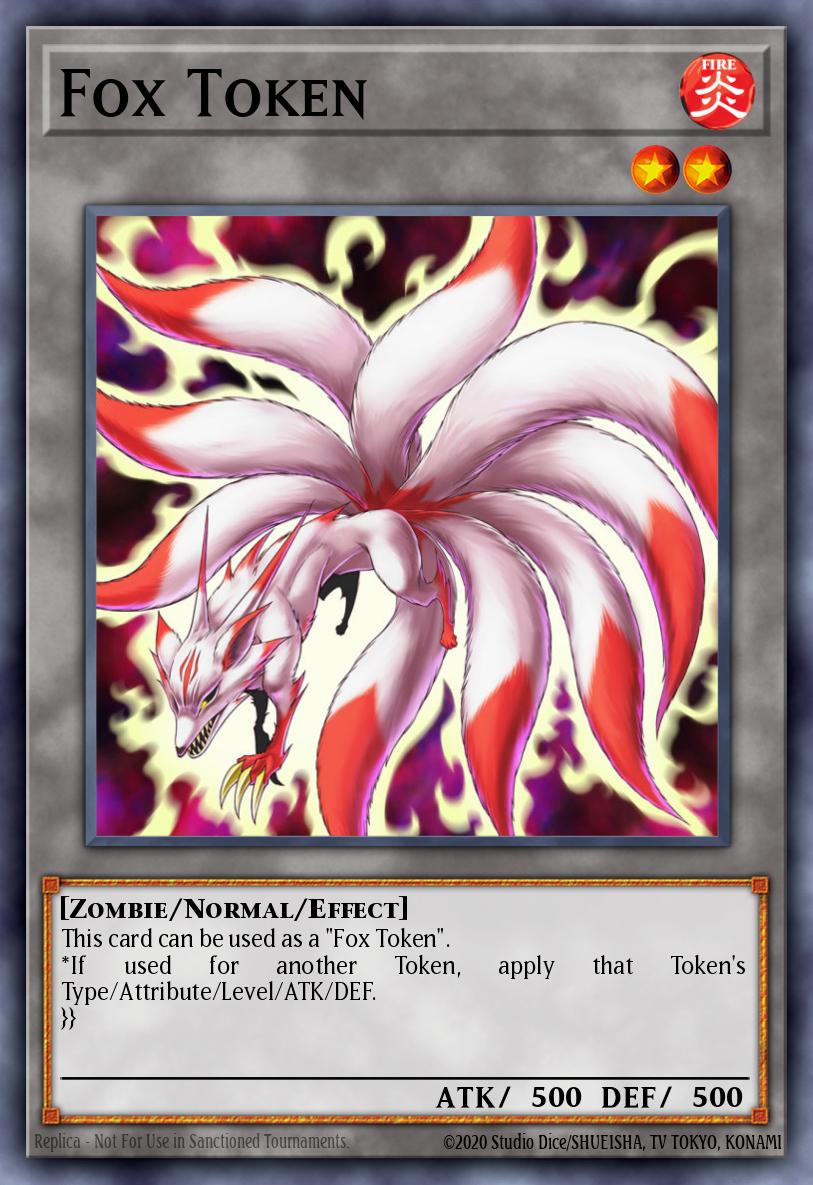 Fox Token
FIRE
炎
[Zombie/Normal/Effect]
This card can be used as a "Fox Token".
*If used for another Token, apply that Token's
Type/Attribute/Level/ATK/DEF.
}}
ATK/ 500 DEF/ 500
Replica - Not For Use in Sanctioned Tournaments.
©2020 Studio Dice/SHUEISHA, TV TOKYO, KONAMI